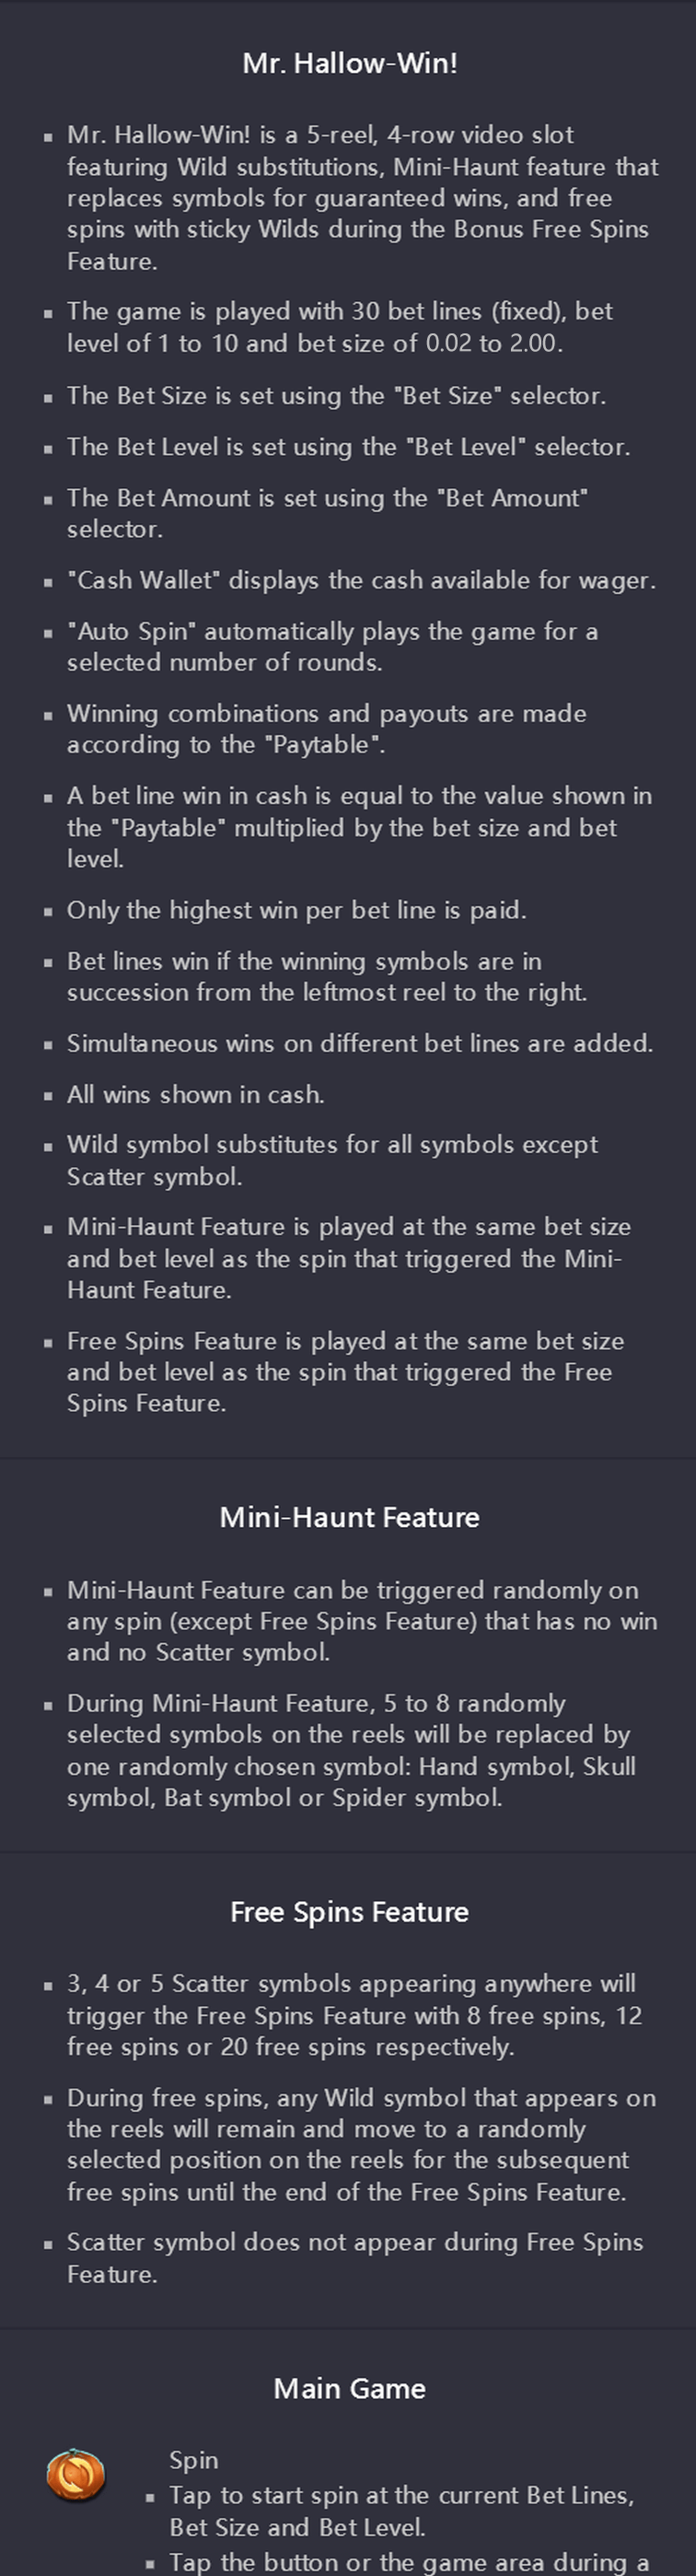 Mr. Hallow-Win!
▪ Mr. Hallow-Win! is a 5-reel, 4-row video slot
featuring Wild substitutions, Mini-Haunt feature that
replaces symbols for guaranteed wins, and free
spins with sticky Wilds during the Bonus Free Spins
Feature.
▪ The game is played with 30 bet lines (fixed), bet
level of 1 to 10 and bet size of 0.02 to 2.00.
▪ The Bet Size is set using the "Bet Size" selector.
▪ The Bet Level is set using the "Bet Level" selector.
▪ The Bet Amount is set using the "Bet Amount"
selector.
▪ "Cash Wallet" displays the cash available for wager.
▪ "Auto Spin" automatically plays the game for a
selected number of rounds.
▪ Winning combinations and payouts are made
according to the "Paytable".
▪ A bet line win in cash is equal to the value shown in
the "Paytable" multiplied by the bet size and bet
level.
▪ Only the highest win per bet line is paid.
▪ Bet lines win if the winning symbols are in
succession from the leftmost reel to the right.
▪ Simultaneous wins on different bet lines are added.
▪ All wins shown in cash.
▪ Wild symbol substitutes for all symbols except
Scatter symbol.
▪ Mini-Haunt Feature is played at the same bet size
and bet level as the spin that triggered the Mini-
Haunt Feature.
▪ Free Spins Feature is played at the same bet size
and bet level as the spin that triggered the Free
Spins Feature.
Mini-Haunt Feature
▪ Mini-Haunt Feature can be triggered randomly on
any spin (except Free Spins Feature) that has no win
and no Scatter symbol.
▪ During Mini-Haunt Feature, 5 to 8 randomly
selected symbols on the reels will be replaced by
one randomly chosen symbol: Hand symbol, Skull
symbol, Bat symbol or Spider symbol.
Free Spins Feature
▪ 3, 4 or 5 Scatter symbols appearing anywhere will
trigger the Free Spins Feature with 8 free spins, 12
free spins or 20 free spins respectively.
▪ During free spins, any Wild symbol that appears on
the reels will remain and move to a randomly
selected position on the reels for the subsequent
free spins until the end of the Free Spins Feature.
▪ Scatter symbol does not appear during Free Spins
Feature.
Main Game
Spin
▪ Tap to start spin at the current Bet Lines,
Bet Size and Bet Level.
▪ Tap the button or the game area during a